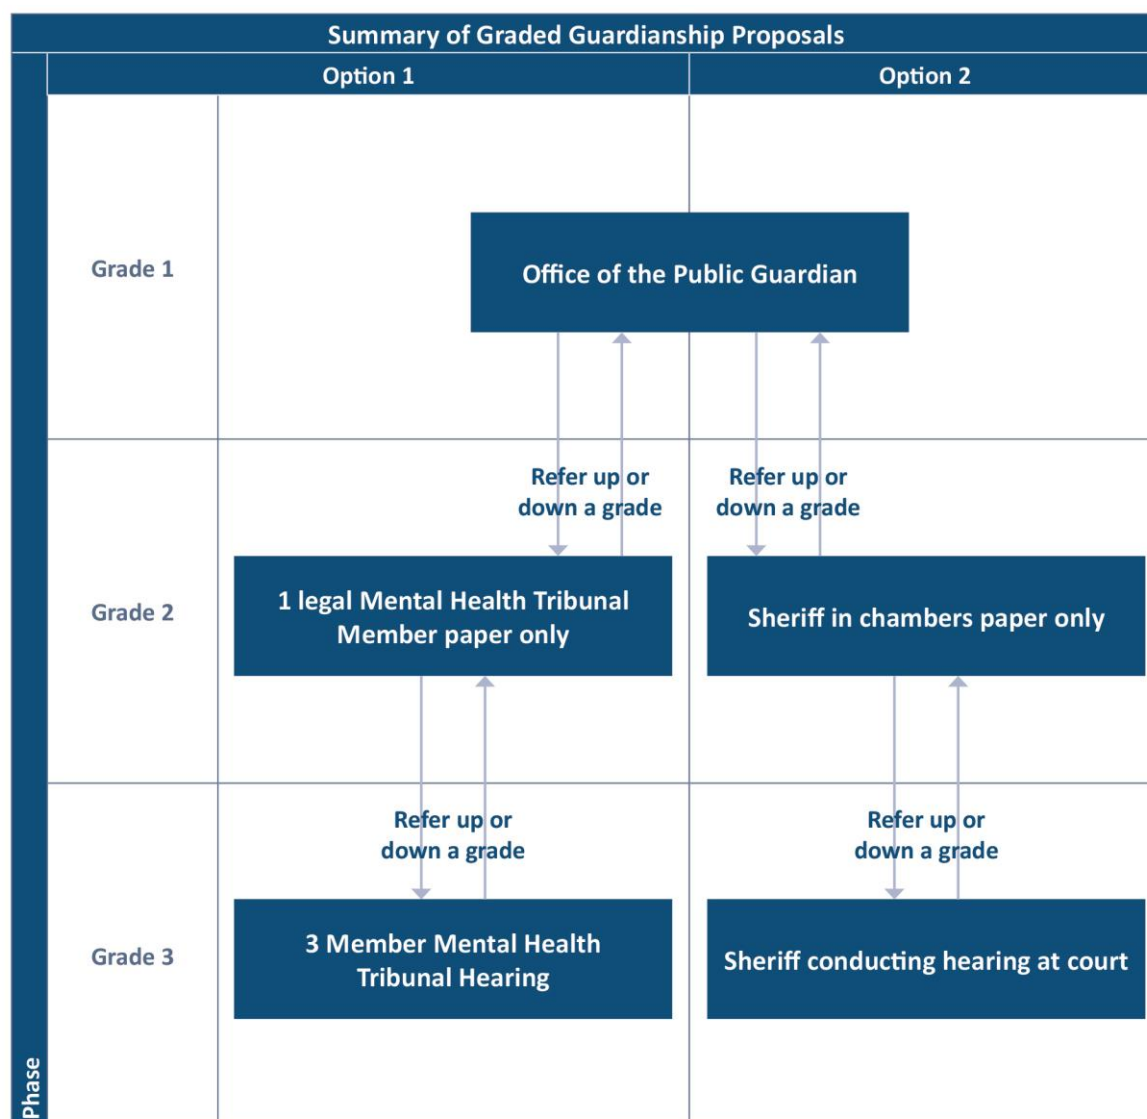 Summary of Graded Guardianship Proposals
Option 1
Option 2
Grade 1
Office of the Public Guardian
Refer up or
down a grade
Refer up or
down a grade
Grade 2
1 legal Mental Health Tribunal
Member paper only
Sheriff in chambers paper only
Refer up or
down a grade
Refer up or
down a grade
Grade 3
3 Member Mental Health
Tribunal Hearing
Sheriff conducting hearing at court
Phase